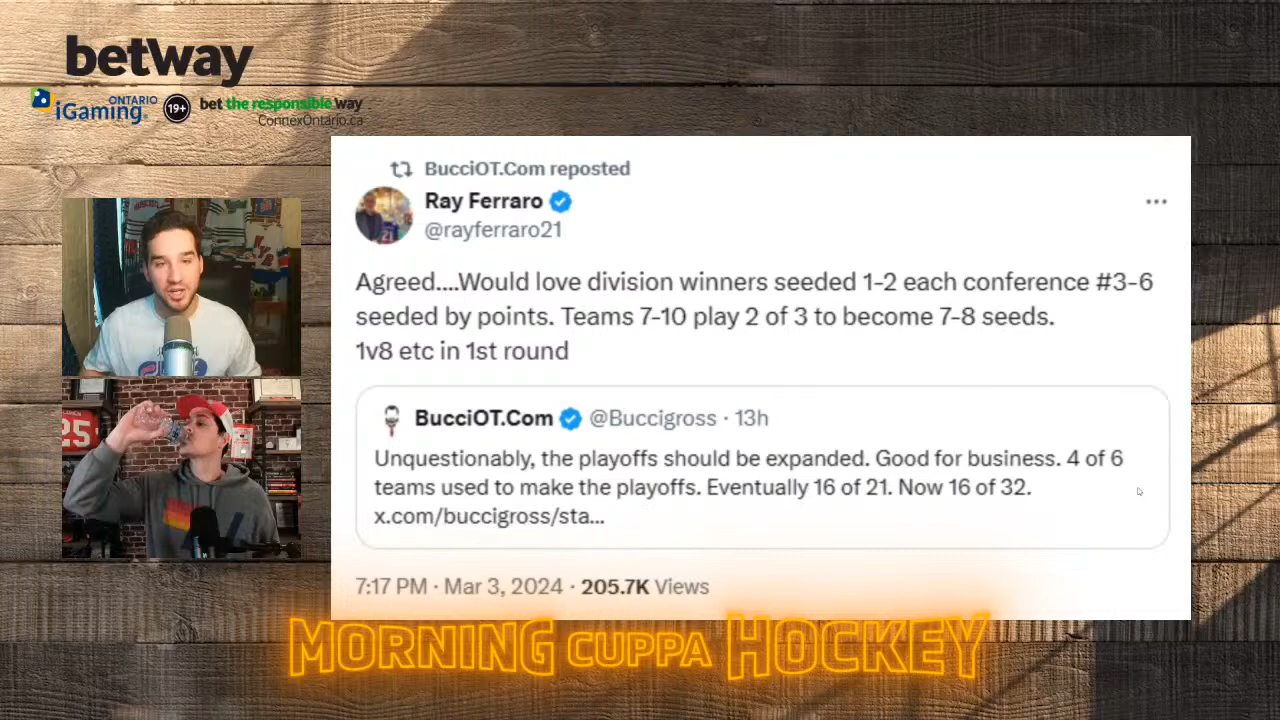 betway
iGaming ONTARIO
19+
bet the responsible way
ConnexOntario.ca
BucciOT.Com reposted
Ray Ferraro
@rayferraro21
Agreed....Would love division winners seeded 1-2 each conference #3-6
seeded by points. Teams 7-10 play 2 of 3 to become 7-8 seeds.
1v8 etc in 1st round
BucciOT.Com @Buccigross · 13h
Unquestionably, the playoffs should be expanded. Good for business. 4 of 6
teams used to make the playoffs. Eventually 16 of 21. Now 16 of 32.
x.com/buccigross/sta...
7:17 PM · Mar 3, 2024 · 205.7K Views
25
MORNING CUPPA HOCKEY